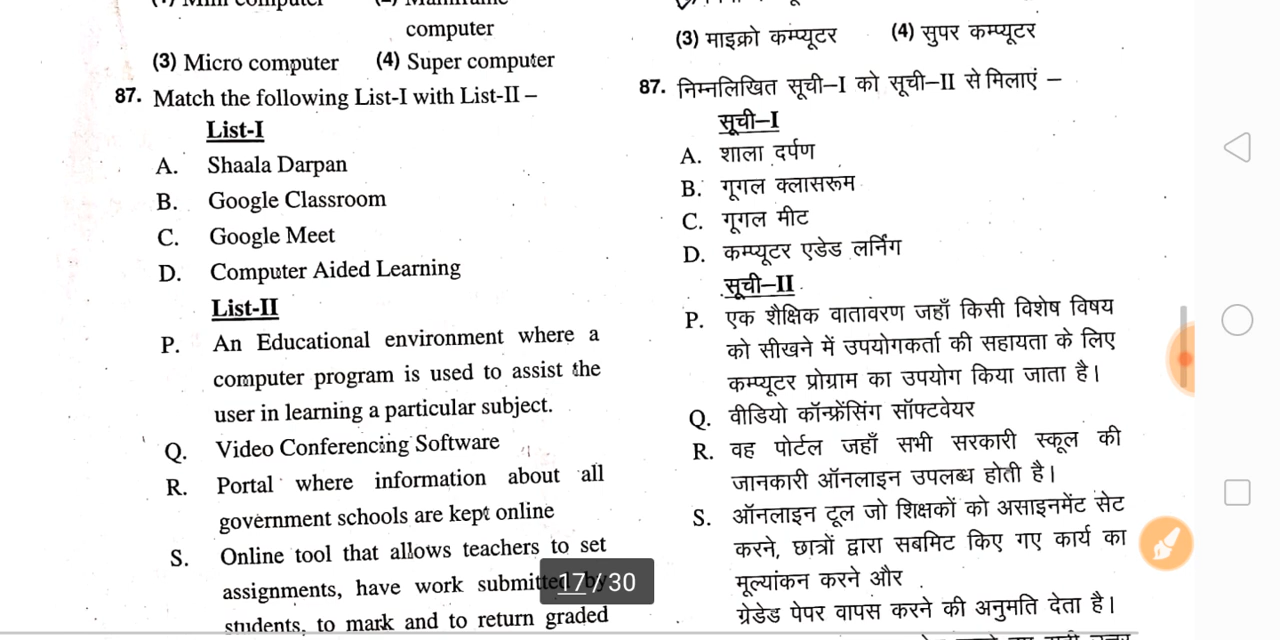 (1) Mini computer (2) Mainframe
computer
(3) Micro computer (4) Super computer
87. Match the following List-I with List-II –
List-I
A. Shaala Darpan
B. Google Classroom
C. Google Meet
D. Computer Aided Learning
List-II
P. An Educational environment where a
computer program is used to assist the
user in learning a particular subject.
Q. Video Conferencing Software
R. Portal where information about all
government schools are kept online
S. Online tool that allows teachers to set
assignments, have work submitted by
students, to mark and to return graded
(3) माइक्रो कम्प्यूटर (4) सुपर कम्प्यूटर
87. निम्नलिखित सूची–I को सूची–II से मिलाएं –
सूची–I
A. शाला दर्पण
B. गूगल क्लासरूम
C. गूगल मीट
D. कम्प्यूटर एडेड लर्निंग
सूची–II
P. एक शैक्षिक वातावरण जहाँ किसी विशेष विषय
को सीखने में उपयोगकर्ता की सहायता के लिए
कम्प्यूटर प्रोग्राम का उपयोग किया जाता है।
Q. वीडियो कॉन्फ्रेंसिंग सॉफ्टवेयर
R. वह पोर्टल जहाँ सभी सरकारी स्कूल की
जानकारी ऑनलाइन उपलब्ध होती है।
S. ऑनलाइन टूल जो शिक्षकों को असाइनमेंट सेट
करने, छात्रों द्वारा सबमिट किए गए कार्य का
मूल्यांकन करने और
ग्रेडेड पेपर वापस करने की अनुमति देता है।
17 / 30